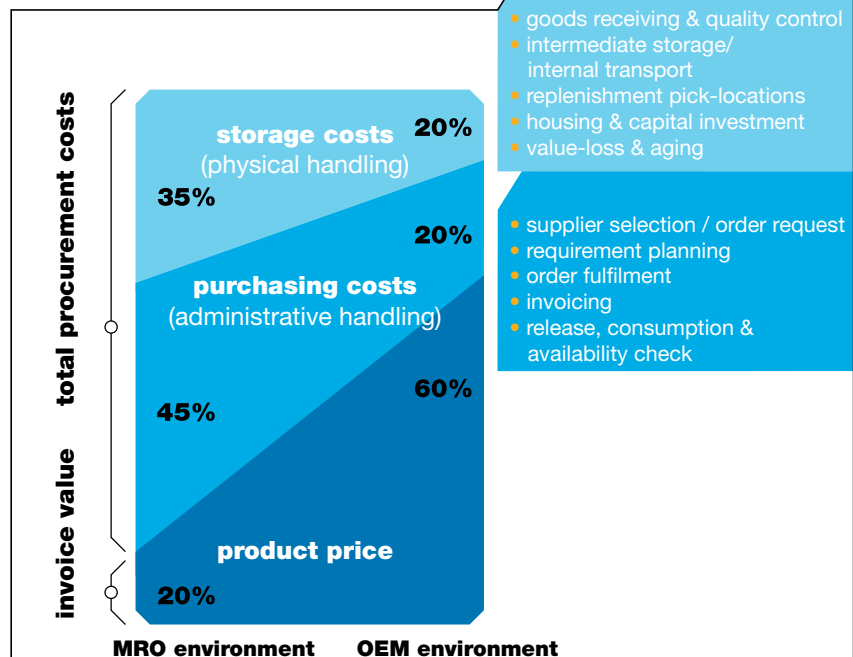 • goods receiving & quality control
• intermediate storage/
internal transport
• replenishment pick-locations
• housing & capital investment
• value-loss & aging
• supplier selection / order request
• requirement planning
• order fulfilment
• invoicing
• release, consumption &
availability check
total procurement costs
invoice value
storage costs
(physical handling)
20%
35%
20%
purchasing costs
(administrative handling)
60%
45%
product price
20%
MRO environment OEM environment